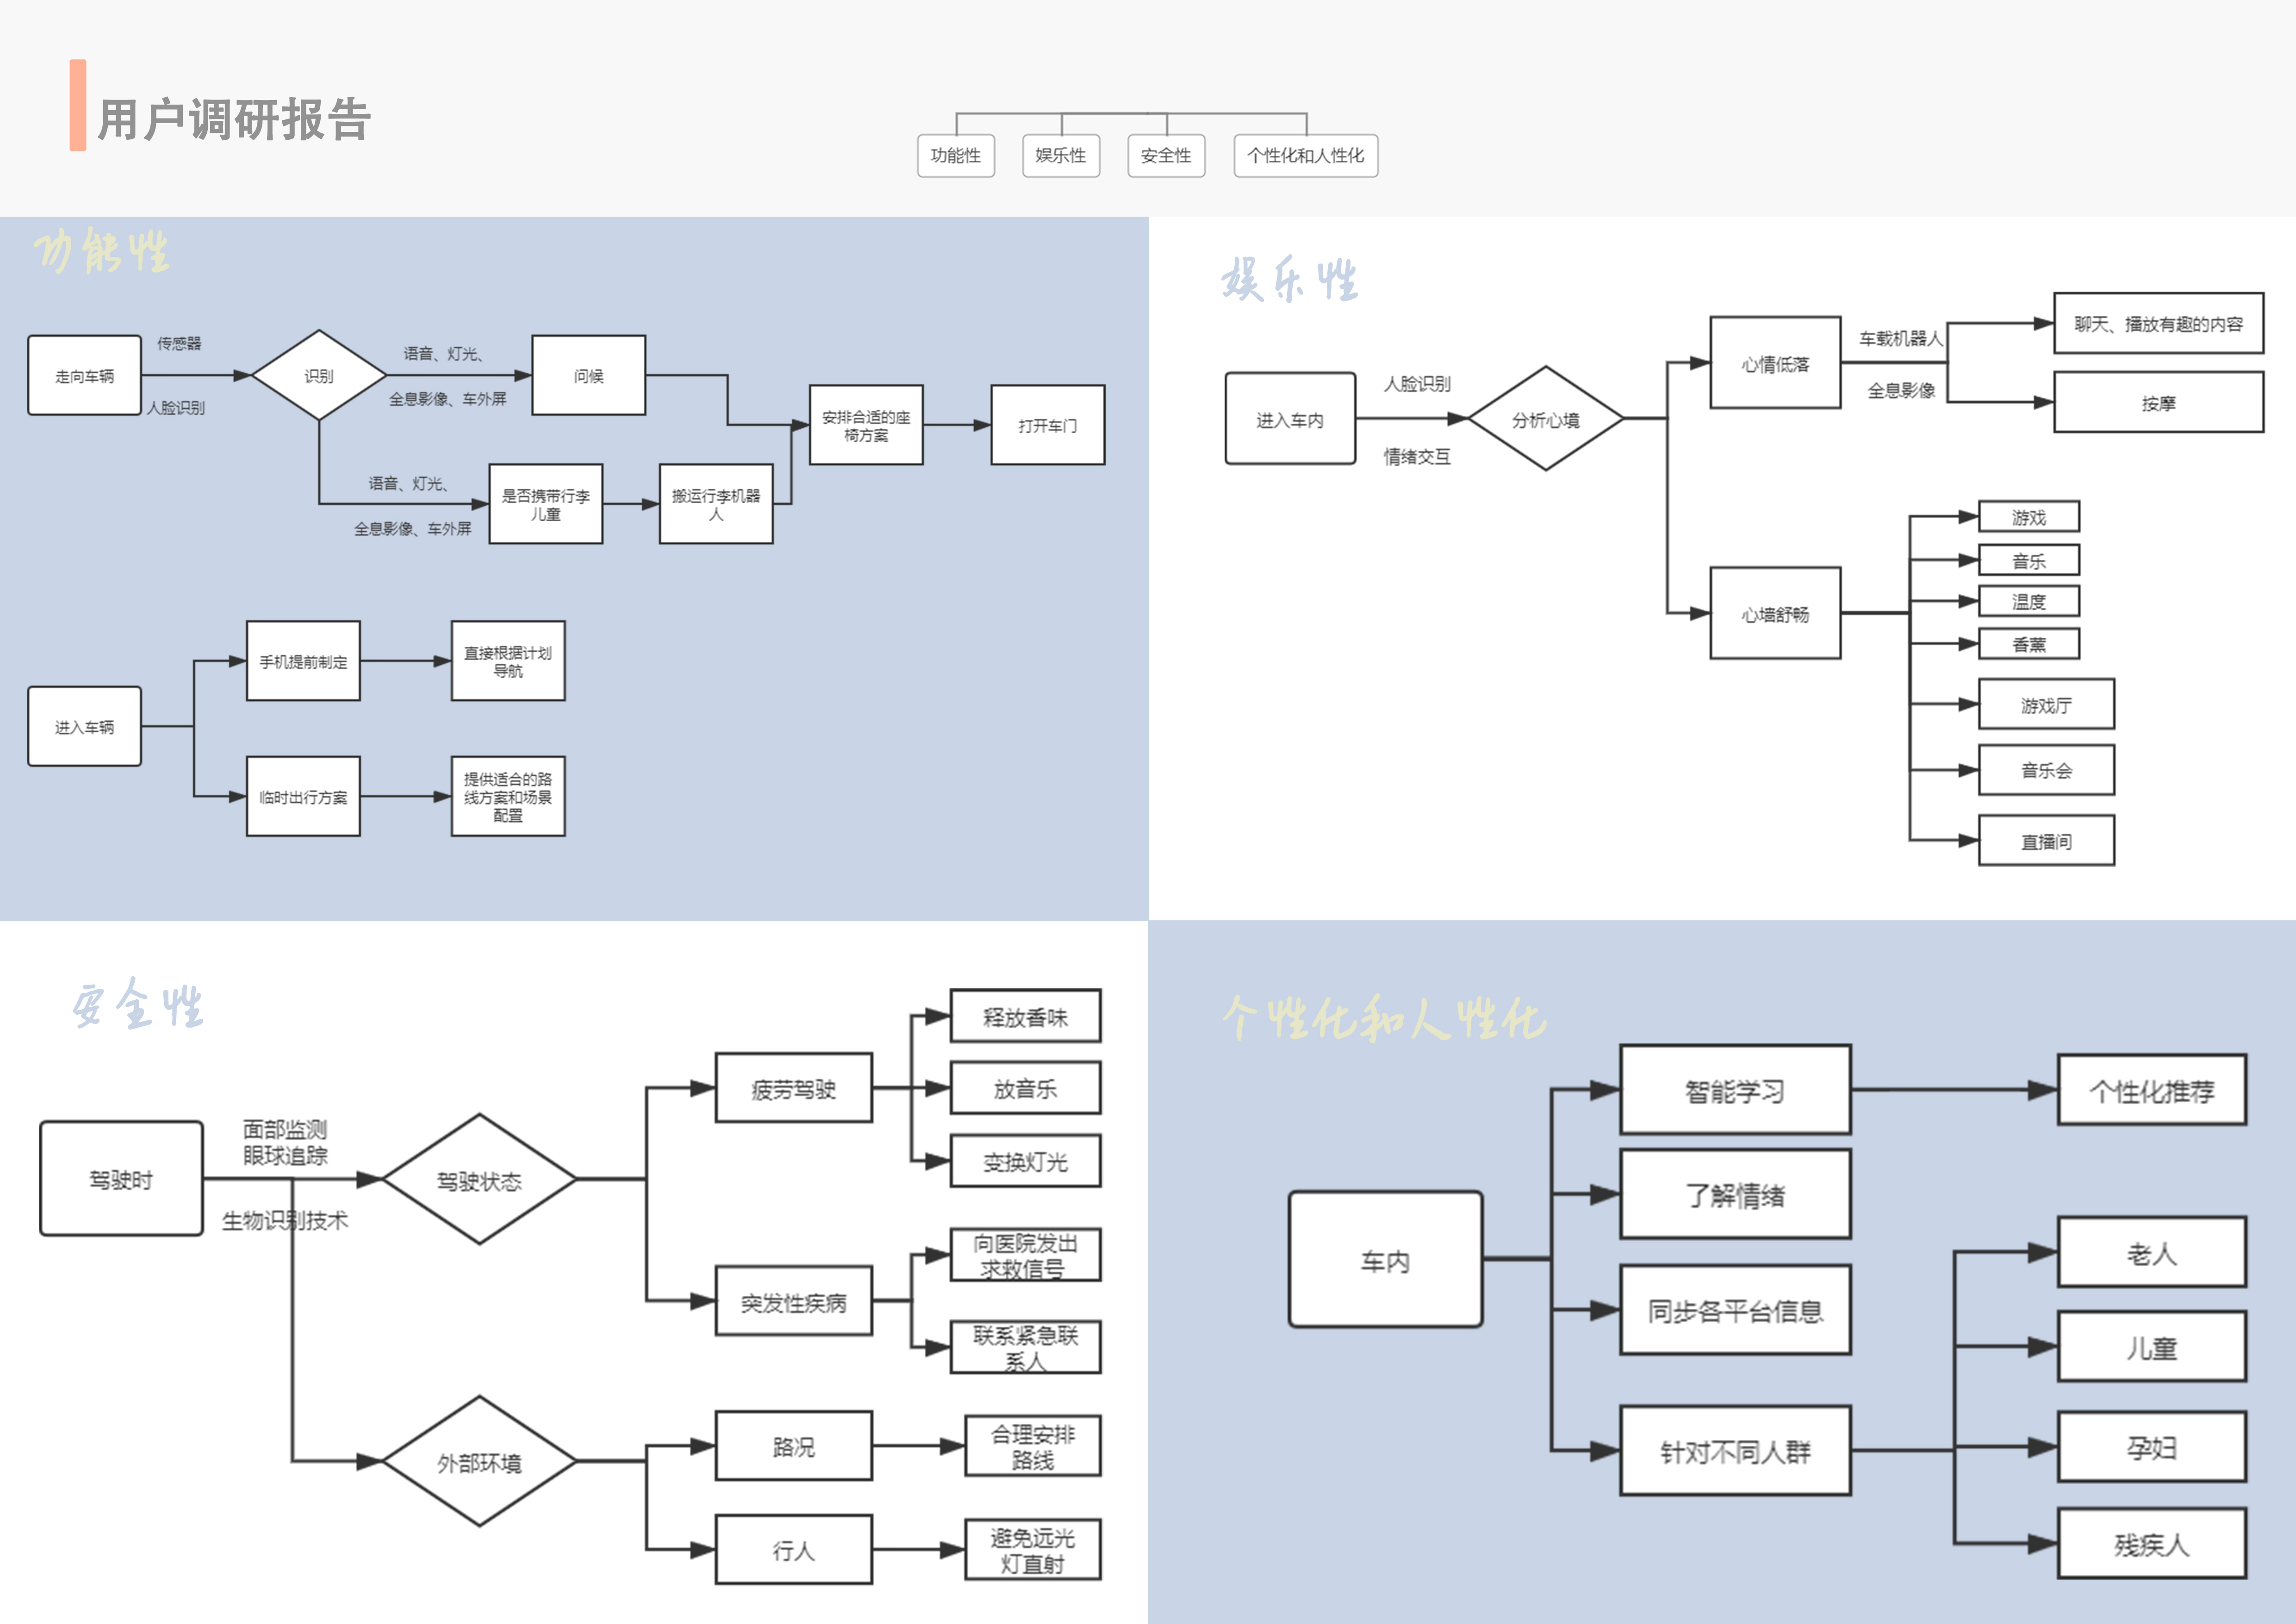 用户调研报告
功能性
娱乐性
安全性
个性化和人性化
功能性
走向车辆
传感器
人脸识别
识别
语音、灯光、
全息影像、车外屏
问候
语音、灯光、
全息影像、车外屏
是否携带行李
儿童
搬运行李机器
人
安排合适的座
椅方案
打开车门
进入车辆
手机提前制定
直接根据计划
导航
临时出行方案
提供适合的路
线方案和场景
配置
娱乐性
进入车内
人脸识别
情绪交互
分析心境
心情低落
车载机器人
全息影像
聊天、播放有趣的内容
按摩
心墙舒畅
游戏
音乐
温度
香薰
游戏厅
音乐会
直播间
安全性
驾驶时
面部监测
眼球追踪
生物识别技术
驾驶状态
疲劳驾驶
释放香味
放音乐
变换灯光
突发性疾病
向医院发出
求救信号
联系紧急联
系人
外部环境
路况
合理安排
路线
行人
避免远光
灯直射
个性化和人性化
车内
智能学习
个性化推荐
了解情绪
同步各平台信息
针对不同人群
老人
儿童
孕妇
残疾人